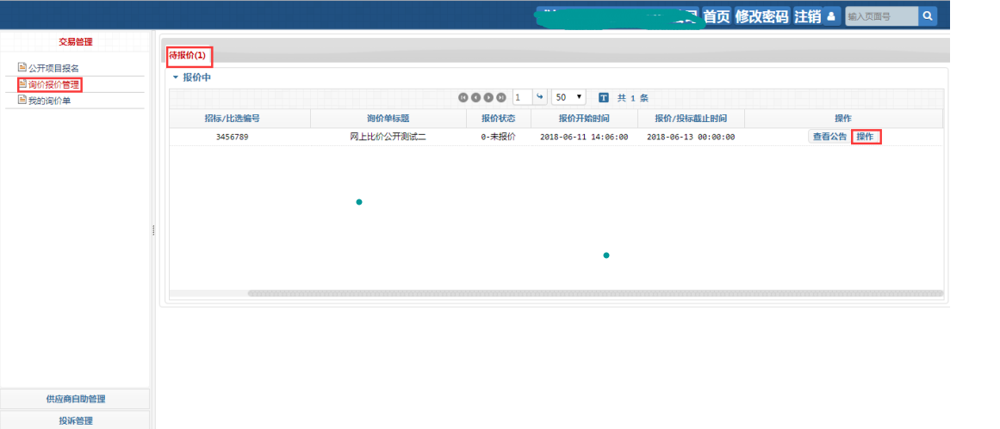 首页 修改密码 注销 输入页面号
交易管理
公开项目报名
询价报价管理
我的询价单
待报价(1)
报价中
1 50 T 共 1 条
招标/比选编号 询价单标题 报价状态 报价开始时间 报价/投标截止时间 操作
3456789 网上比价公开测试二 0-未报价 2018-06-11 14:06:00 2018-06-13 00:00:00 查看公告 操作
供应商自助管理
投诉管理